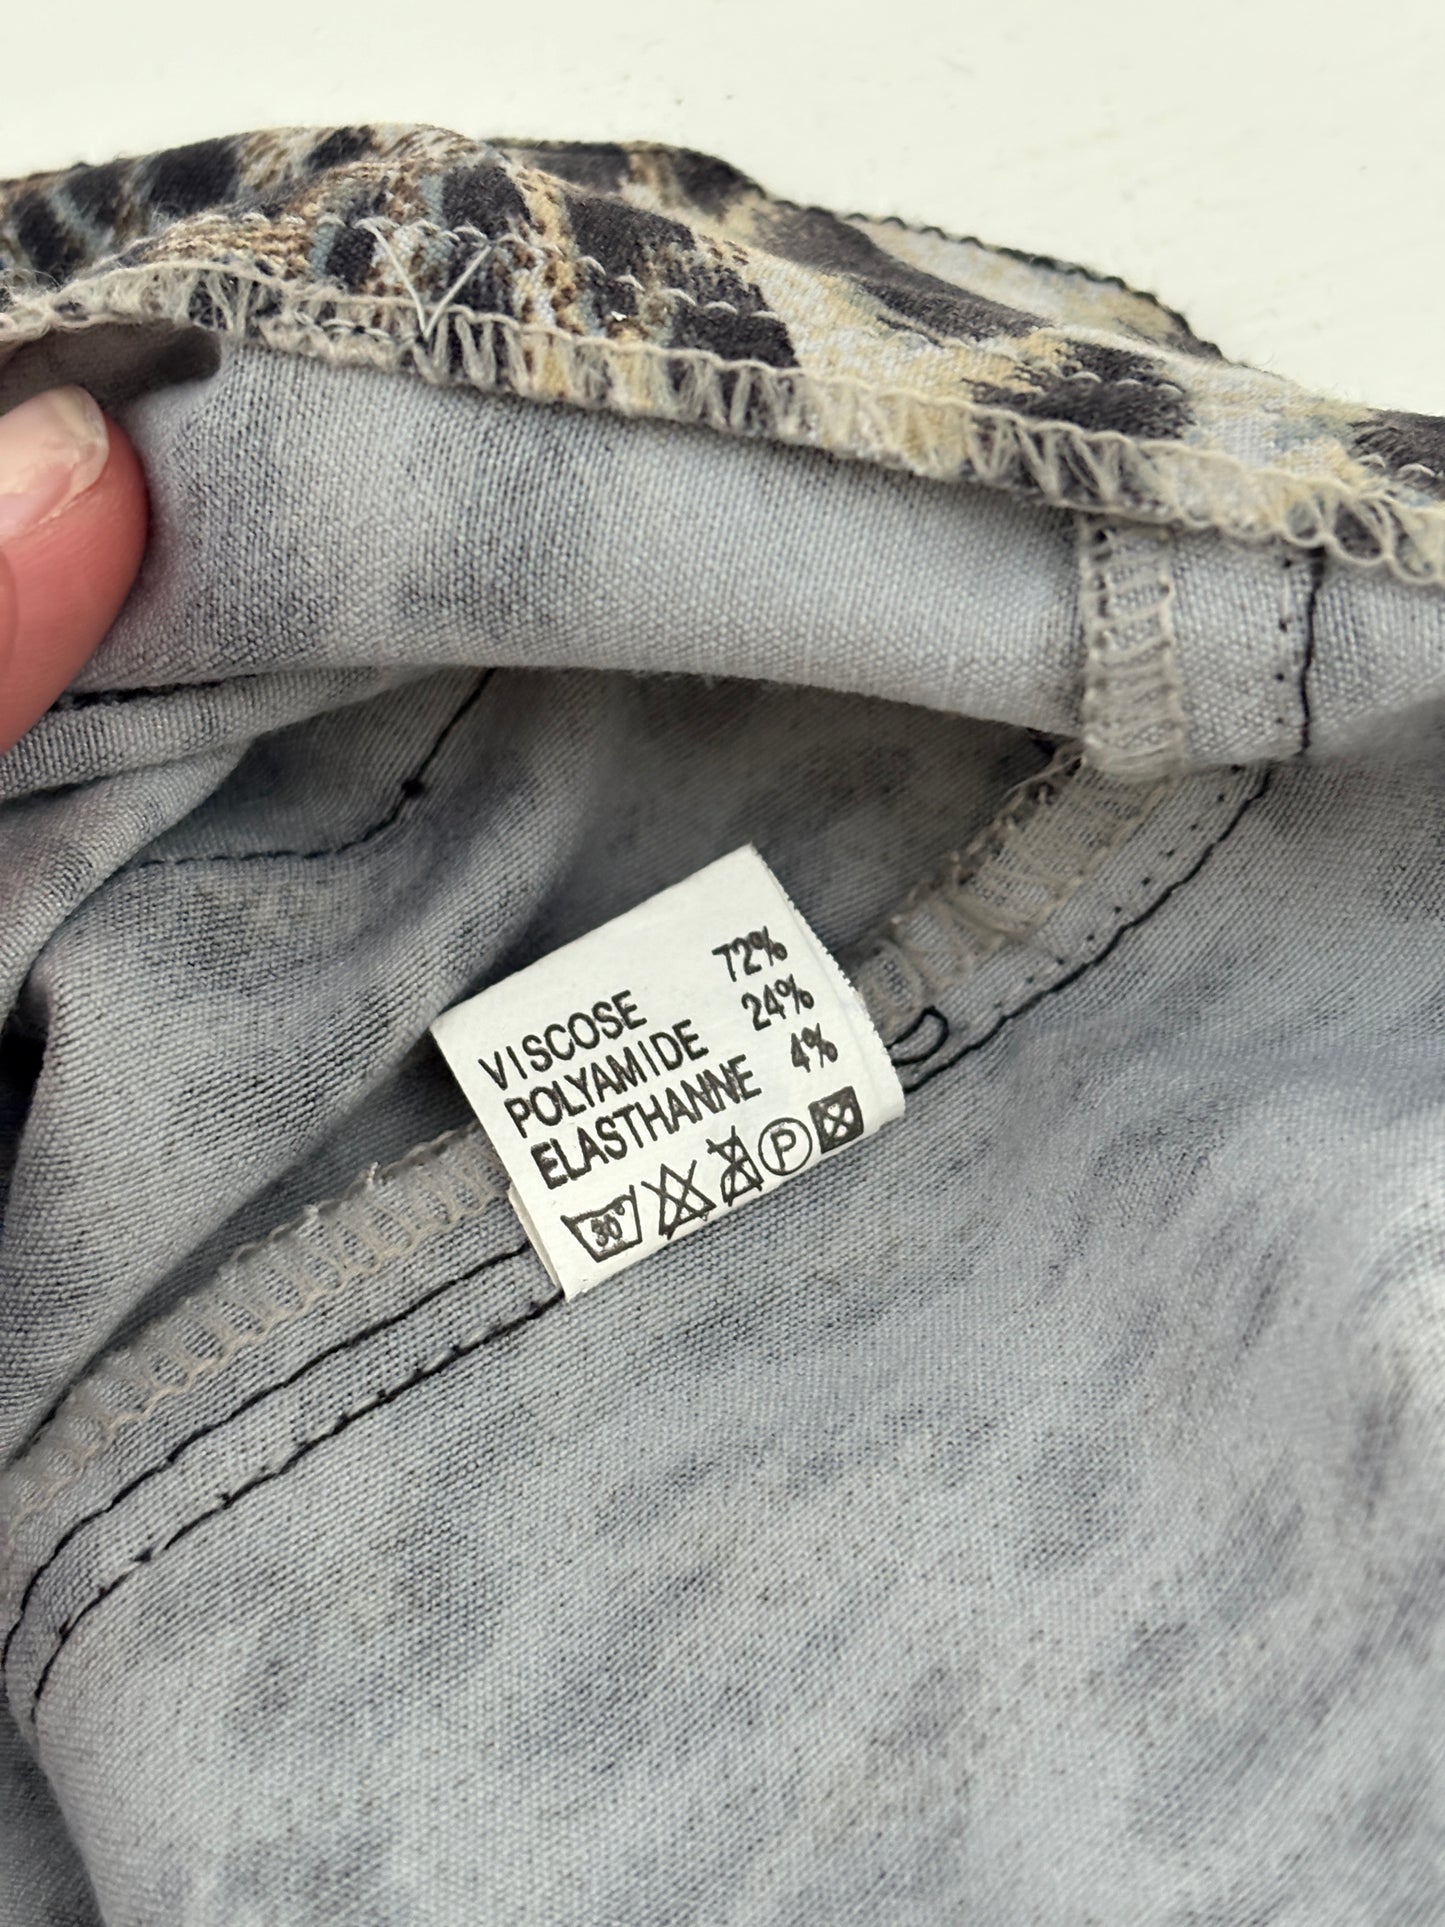 VISCOSE 72%
POLYAMIDE 24%
ELASTHANNE 4%
30° P